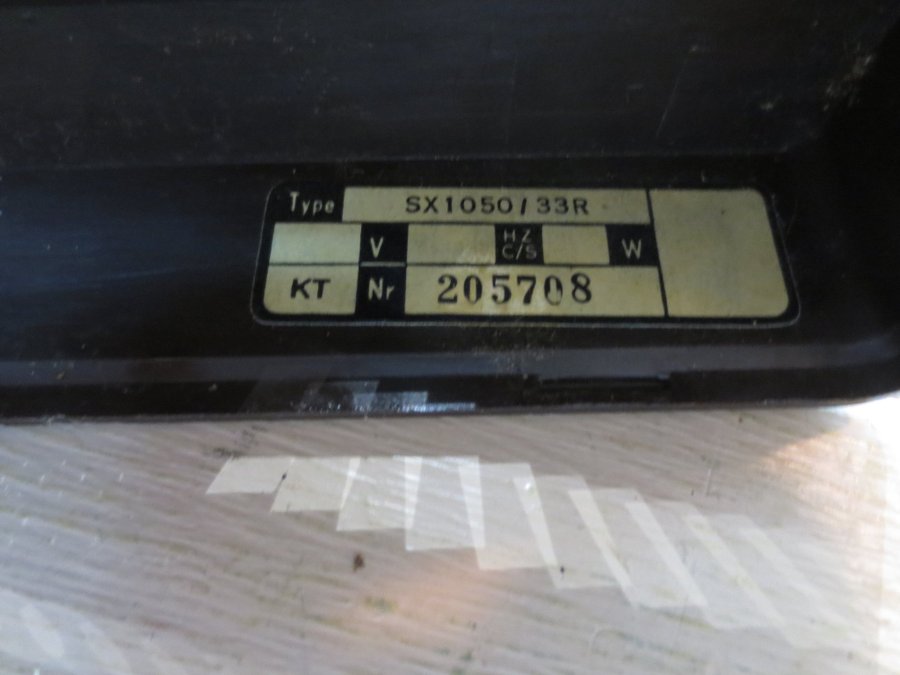 Type SX1050/33R
V HZ C/S W
KT Nr 205708